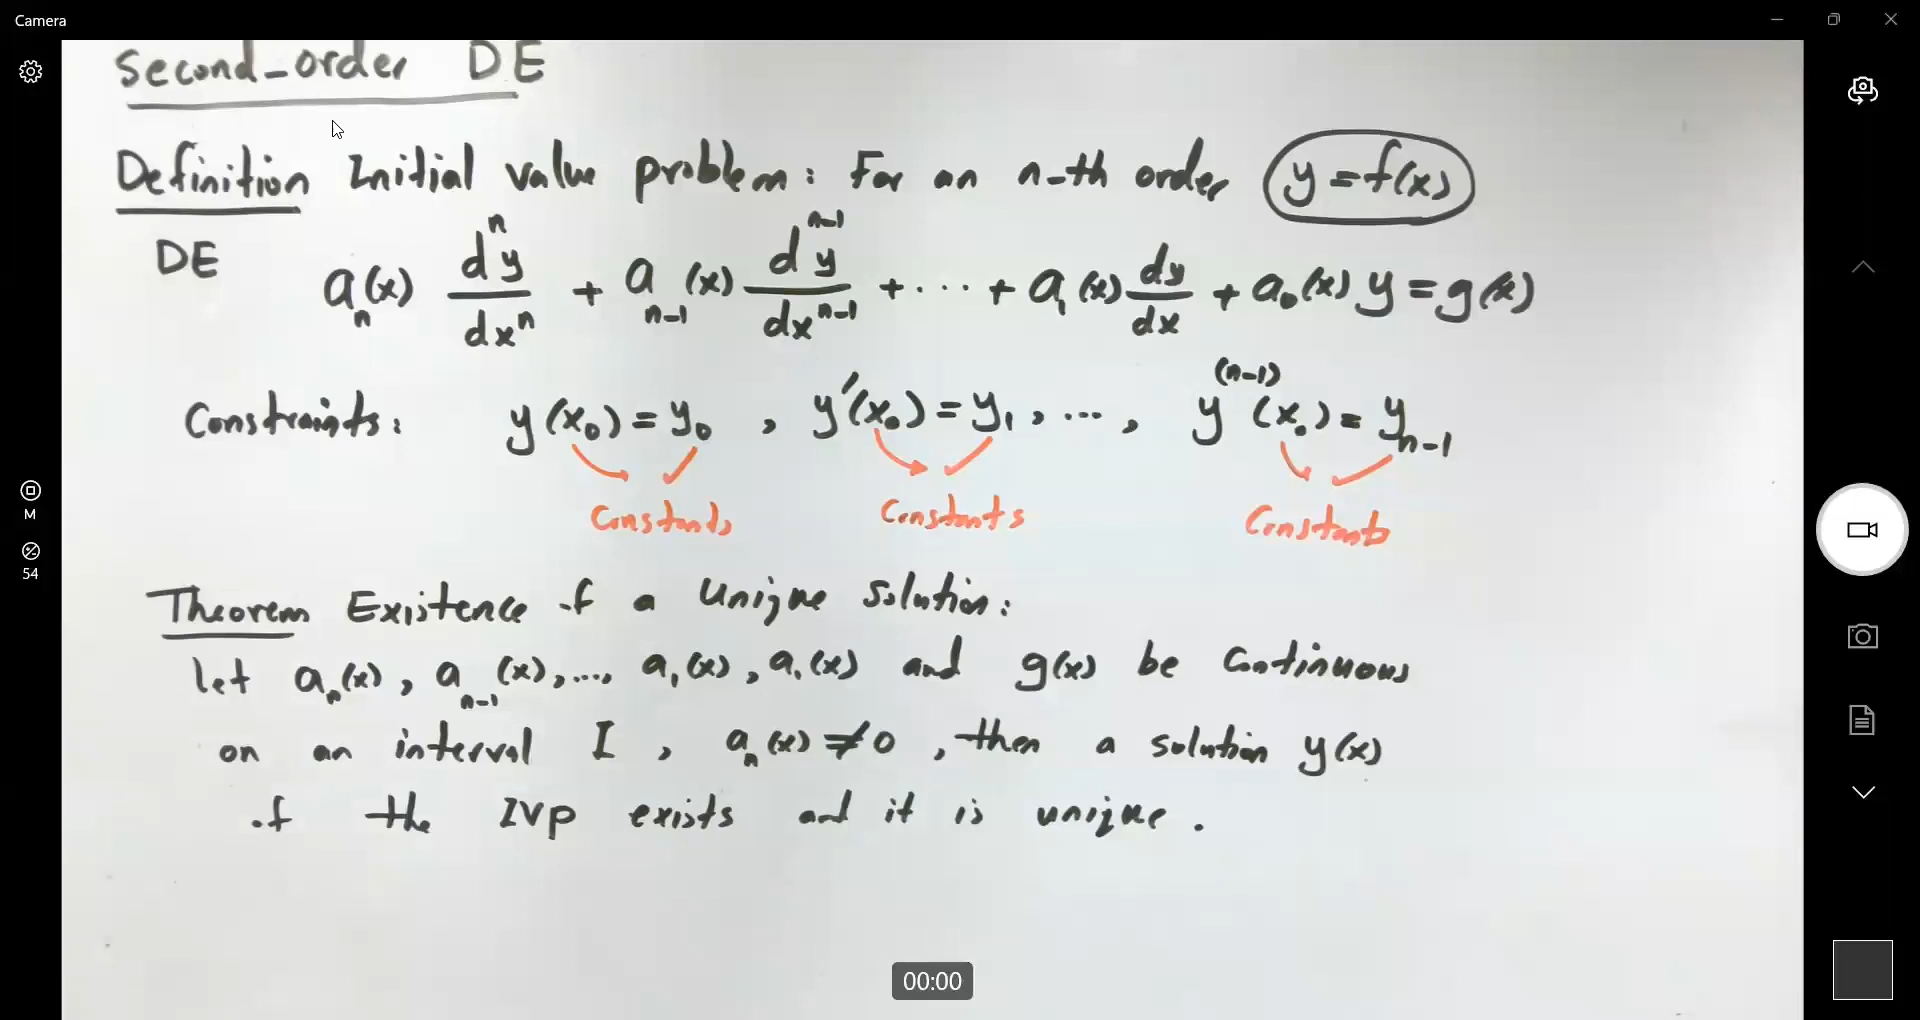 Camera
Second-order DE
Definition Initial value problem: For an n-th order y = f(x)
DE aₙ(x) dⁿy/dxⁿ + aₙ₋₁(x) dⁿ⁻¹y/dxⁿ⁻¹ + ... + a₁(x) dy/dx + a₀(x) y = g(x)
Constraints: y(x₀) = y₀ , y'(x₀) = y₁ , ... , y⁽ⁿ⁻¹⁾(x₀) = yₙ₋₁
Constants Constants Constants
Theorem Existence of a unique solution:
let aₙ(x), aₙ₋₁(x), ..., a₁(x), a₀(x) and g(x) be continuous
on an interval I , aₙ(x) ≠ 0 , then a solution y(x)
of the IVP exists and it is unique .
M
54
00:00